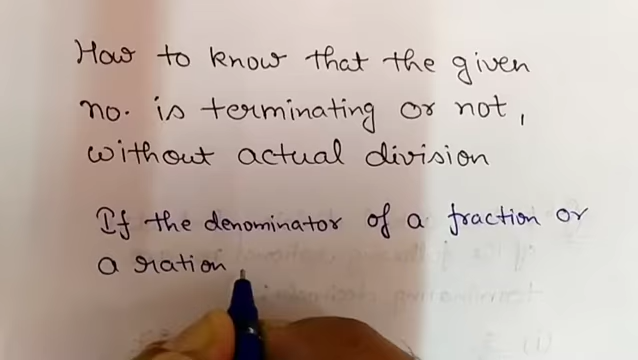 How to know that the given
no. is terminating or not,
without actual division
If the denominator of a fraction or
a ration